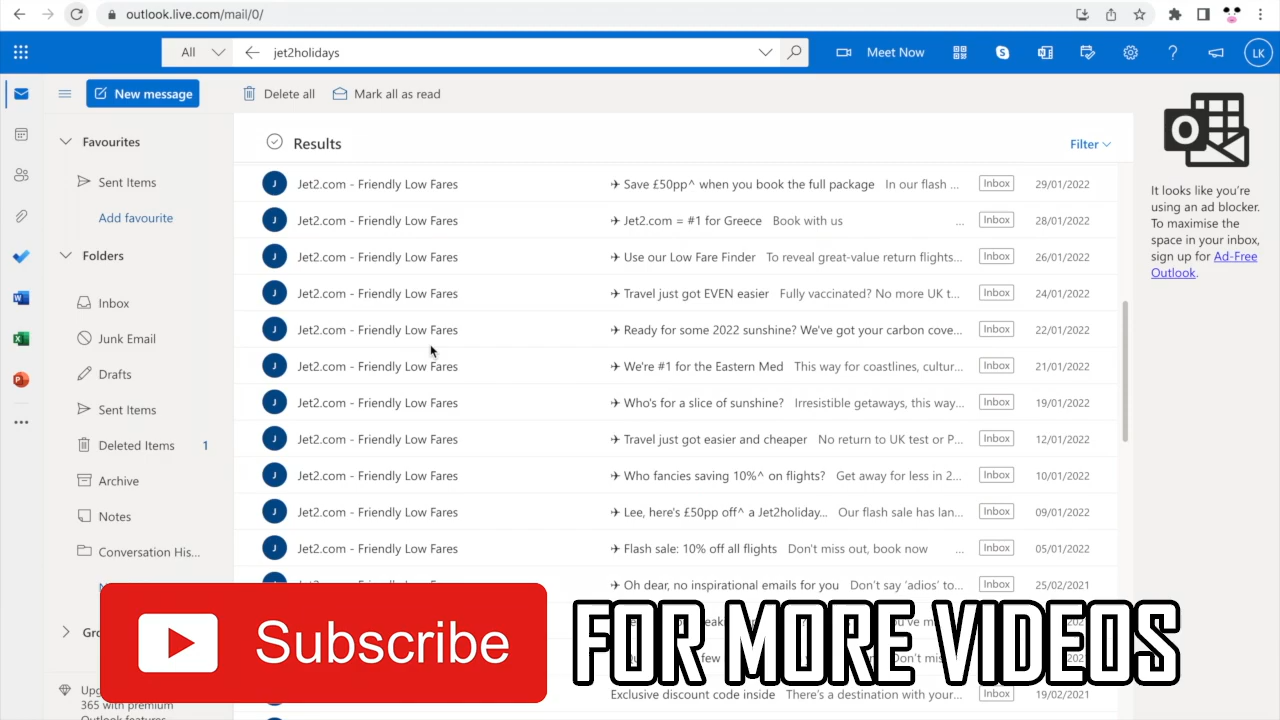 outlook.live.com/mail/0/
All
jet2holidays
Meet Now
LK
New message
Delete all
Mark all as read
Favourites
Sent Items
Add favourite
Folders
Inbox
Junk Email
Drafts
Sent Items
Deleted Items 1
Archive
Notes
Conversation His...
Results
Filter
J Jet2.com - Friendly Low Fares ✈ Save £50pp^ when you book the full package In our flash ... Inbox 29/01/2022
J Jet2.com - Friendly Low Fares ✈ Jet2.com = #1 for Greece Book with us ... Inbox 28/01/2022
J Jet2.com - Friendly Low Fares ✈ Use our Low Fare Finder To reveal great-value return flights... Inbox 26/01/2022
J Jet2.com - Friendly Low Fares ✈ Travel just got EVEN easier Fully vaccinated? No more UK t... Inbox 24/01/2022
J Jet2.com - Friendly Low Fares ✈ Ready for some 2022 sunshine? We've got your carbon cove... Inbox 22/01/2022
J Jet2.com - Friendly Low Fares ✈ We're #1 for the Eastern Med This way for coastlines, cultur... Inbox 21/01/2022
J Jet2.com - Friendly Low Fares ✈ Who's for a slice of sunshine? Irresistible getaways, this way... Inbox 19/01/2022
J Jet2.com - Friendly Low Fares ✈ Travel just got easier and cheaper No return to UK test or P... Inbox 12/01/2022
J Jet2.com - Friendly Low Fares ✈ Who fancies saving 10%^ on flights? Get away for less in 2... Inbox 10/01/2022
J Jet2.com - Friendly Low Fares ✈ Lee, here's £50pp off^ a Jet2holiday... Our flash sale has lan... Inbox 09/01/2022
J Jet2.com - Friendly Low Fares ✈ Flash sale: 10% off all flights Don't miss out, book now ... Inbox 05/01/2022
✈ Oh dear, no inspirational emails for you Don't say 'adios' to... Inbox 25/02/2021
Exclusive discount code inside There's a destination with your... Inbox 19/02/2021
365 with premium
Outlook features
Subscribe
FOR MORE VIDEOS
It looks like you're
using an ad blocker.
To maximise the
space in your inbox,
sign up for Ad-Free
Outlook.